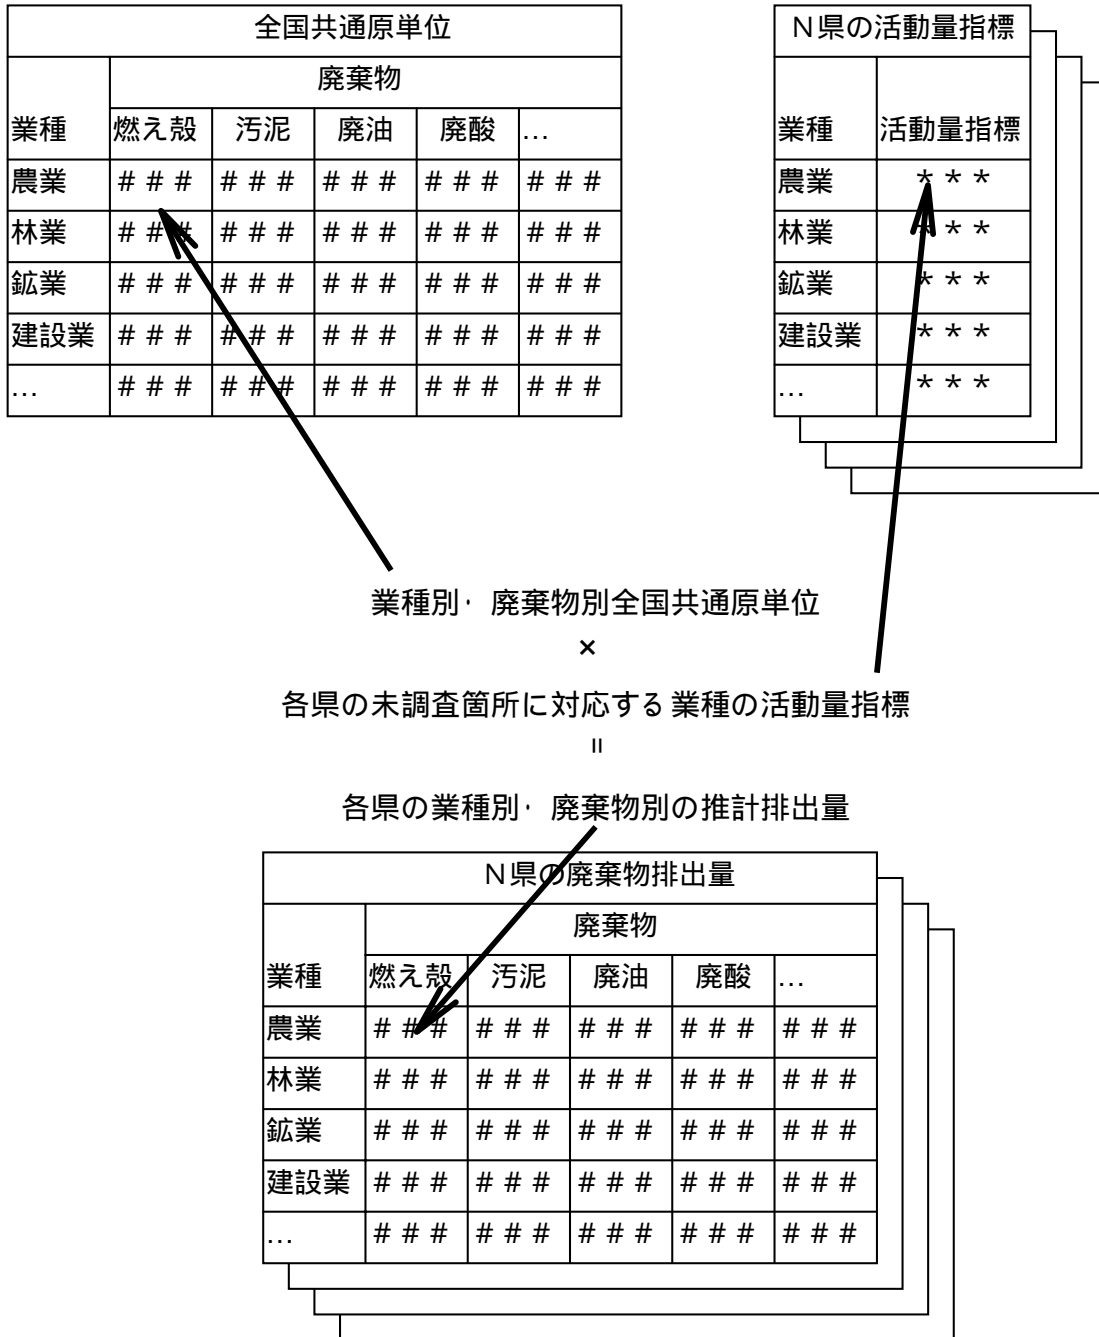 全国共通原単位
廃棄物
業種 燃え殻 汚泥 廃油 廃酸 …
農業 ＃＃＃ ＃＃＃ ＃＃＃ ＃＃＃ ＃＃＃
林業 ＃＃＃ ＃＃＃ ＃＃＃ ＃＃＃ ＃＃＃
鉱業 ＃＃＃ ＃＃＃ ＃＃＃ ＃＃＃ ＃＃＃
建設業 ＃＃＃ ＃＃＃ ＃＃＃ ＃＃＃ ＃＃＃
… ＃＃＃ ＃＃＃ ＃＃＃ ＃＃＃ ＃＃＃
Ｎ県の活動量指標
業種 活動量指標
農業 ＊＊＊
林業 ＊＊＊
鉱業 ＊＊＊
建設業 ＊＊＊
… ＊＊＊
業種別・廃棄物別全国共通原単位
×
各県の未調査箇所に対応する業種の活動量指標
＝
各県の業種別・廃棄物別の推計排出量
Ｎ県の廃棄物排出量
廃棄物
業種 燃え殻 汚泥 廃油 廃酸 …
農業 ＃＃＃ ＃＃＃ ＃＃＃ ＃＃＃ ＃＃＃
林業 ＃＃＃ ＃＃＃ ＃＃＃ ＃＃＃ ＃＃＃
鉱業 ＃＃＃ ＃＃＃ ＃＃＃ ＃＃＃ ＃＃＃
建設業 ＃＃＃ ＃＃＃ ＃＃＃ ＃＃＃ ＃＃＃
… ＃＃＃ ＃＃＃ ＃＃＃ ＃＃＃ ＃＃＃